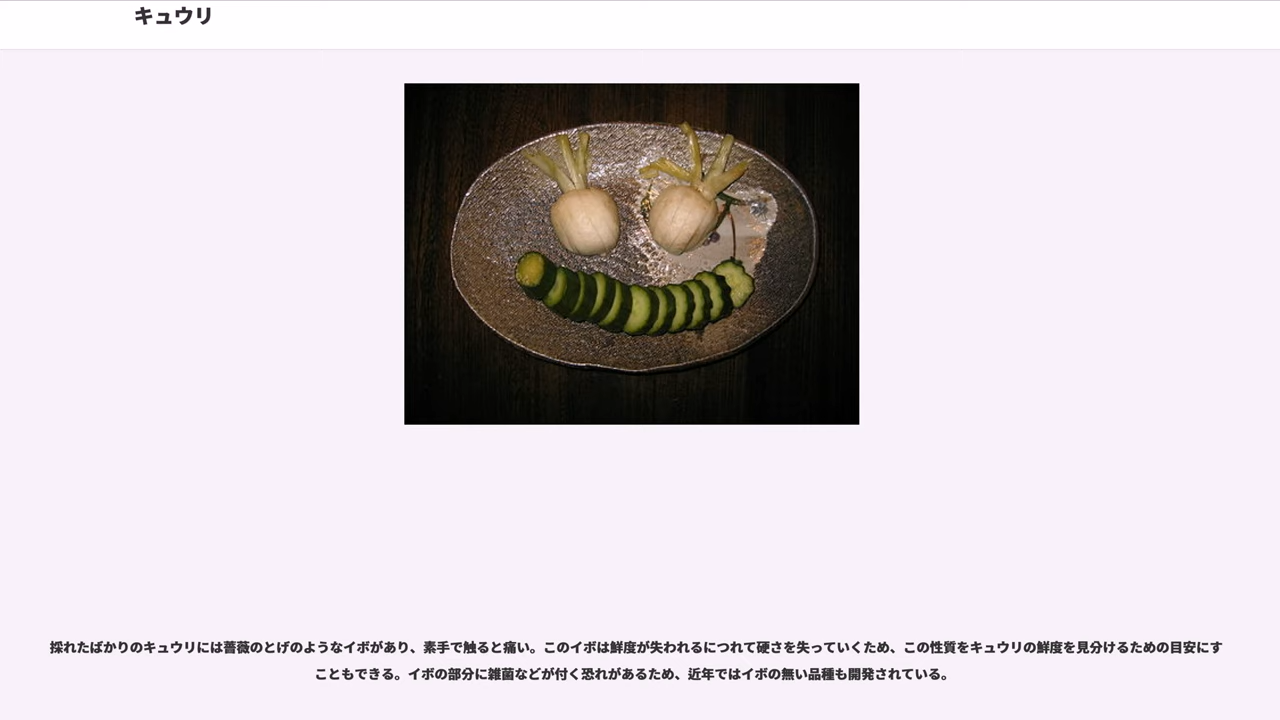 キュウリ
採れたばかりのキュウリには薔薇のとげのようなイボがあり、素手で触ると痛い。このイボは鮮度が失われるにつれて硬さを失っていくため、この性質をキュウリの鮮度を見分けるための目安にす
こともできる。イボの部分に雑菌などが付く恐れがあるため、近年ではイボの無い品種も開発されている。